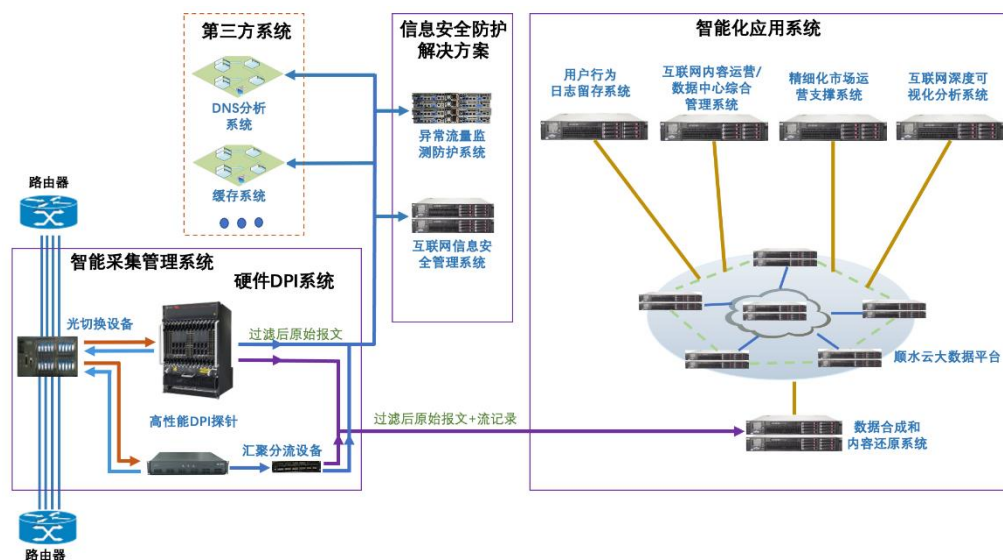 第三方系统
DNS分析
系统
缓存系统
信息安全防护
解决方案
异常流量监
测防护系统
互联网信息安
全管理系统
智能化应用系统
用户行为
日志留存系统
互联网内容运营/
数据中心综合
管理系统
精细化市场运
营支撑系统
互联网深度可
视化分析系统
顺水云大数据平台
数据合成和
内容还原系统
路由器
智能采集管理系统
硬件DPI系统
光切换设备
过滤后原始报文
高性能DPI探针
汇聚分流设备
过滤后原始报文+流记录
路由器